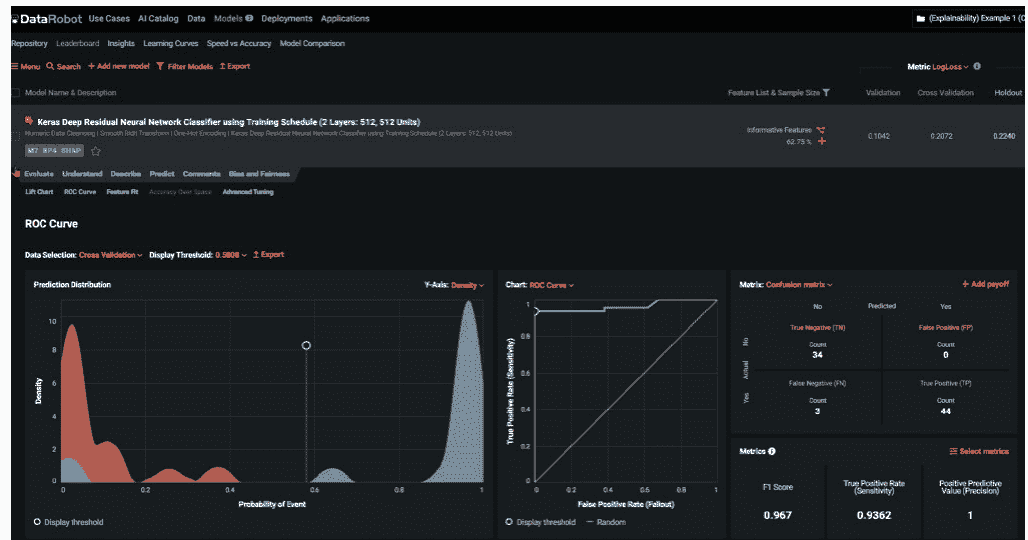 DataRobot Use Cases AI Catalog Data Models Deployments Applications (Explainability) Example 1 (C
Repository Leaderboard Insights Learning Curves Speed vs Accuracy Model Comparison
Menu Search + Add new model Filter Models Export Metric LogLoss
Model Name & Description Feature List & Sample Size Validation Cross Validation Holdout
Keras Deep Residual Neural Network Classifier using Training Schedule (2 Layers: 512, 512 Units)
Numeric Data Cleansing | Smooth Ridit Transform | One-Hot Encoding | Keras Deep Residual Neural Network Classifier using Training Schedule (2 Layers: 512, 512 Units)
Informative Features
62.75 % + 0.1842 0.2072 0.2240
M7 BP4 SHAP
Evaluate Understand Describe Predict Comments Bias and Fairness
Lift Chart ROC Curve Feature Fit Accuracy Over Space Advanced Tuning
ROC Curve
Data Selection: Cross Validation Display Threshold: 0.5808 Export
Prediction Distribution Y-Axis: Density
Density
10
8
6
4
2
0
0 0.2 0.4 0.6 0.8 1
Probability of Event
Display threshold
Chart: ROC Curve
True Positive Rate (Sensitivity)
1
0.8
0.6
0.4
0.2
0
0 0.2 0.4 0.6 0.8 1
False Positive Rate (Fallout)
Display threshold — Random
Matrix: Confusion matrix + Add payoff
No Predicted Yes
Actual
No
Yes
True Negative (TN)
Count
34
False Positive (FP)
Count
0
False Negative (FN)
Count
3
True Positive (TP)
Count
44
Metrics Select metrics
F1 Score
0.967
True Positive Rate
(Sensitivity)
0.9362
Positive Predictive
Value (Precision)
1